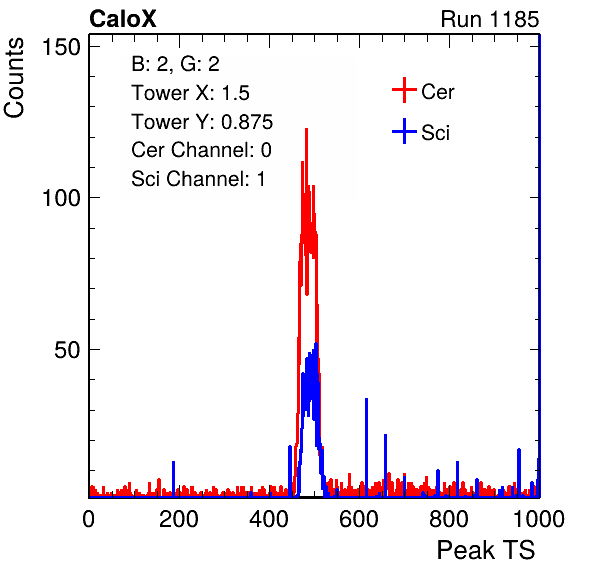 CaloX Run 1185
Counts
150
100
50
B: 2, G: 2
Tower X: 1.5
Tower Y: 0.875
Cer Channel: 0
Sci Channel: 1
Cer
Sci
0 200 400 600 800 1000
Peak TS